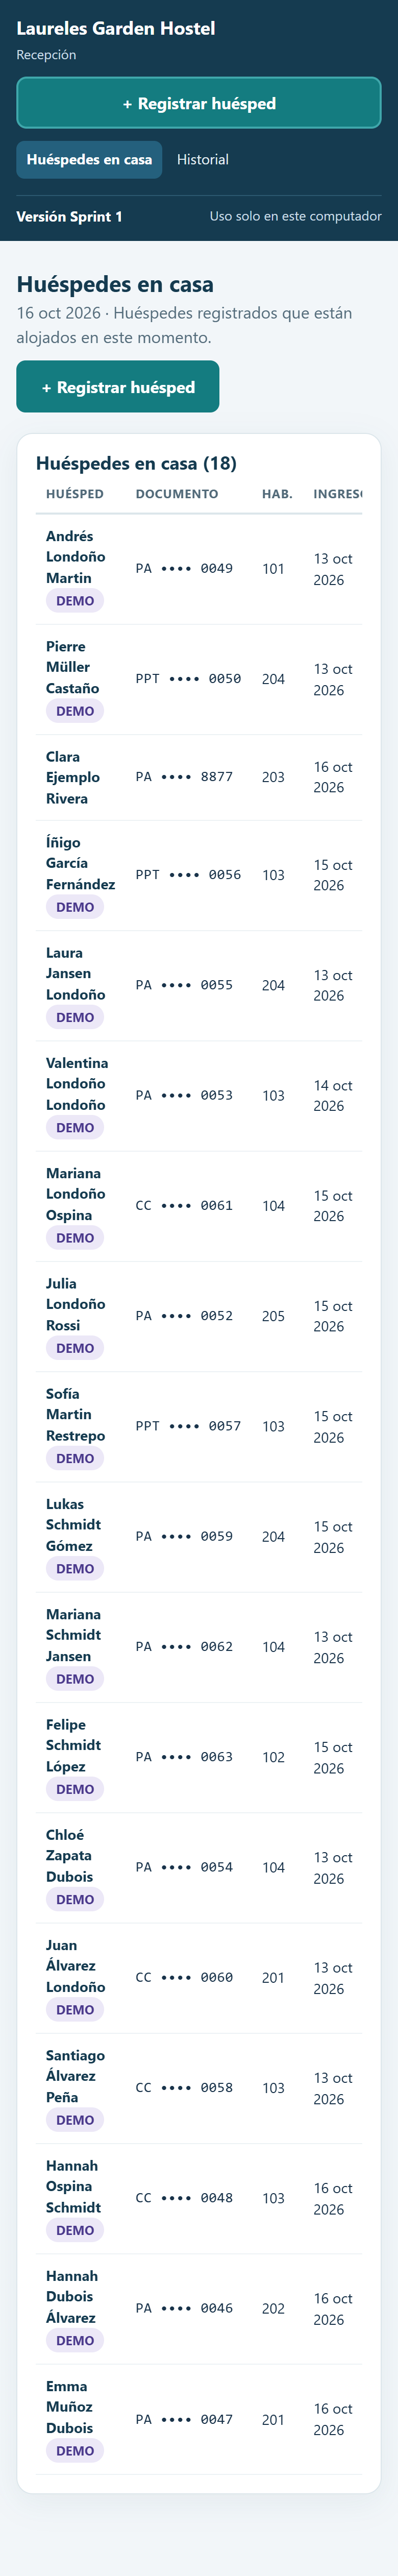 Laureles Garden Hostel
Recepción
+ Registrar huésped
Huéspedes en casa Historial
Versión Sprint 1 Uso solo en este computador
Huéspedes en casa
16 oct 2026 · Huéspedes registrados que están
alojados en este momento.
+ Registrar huésped
Huéspedes en casa (18)
HUÉSPED DOCUMENTO HAB. INGRESO
Andrés
Londoño
Martin
DEMO
PA •••• 0049 101 13 oct
2026
Pierre
Müller
Castaño
DEMO
PPT •••• 0050 204 13 oct
2026
Clara
Ejemplo
Rivera
PA •••• 8877 203 16 oct
2026
Íñigo
García
Fernández
DEMO
PPT •••• 0056 103 15 oct
2026
Laura
Jansen
Londoño
DEMO
PA •••• 0055 204 13 oct
2026
Valentina
Londoño
Londoño
DEMO
PA •••• 0053 103 14 oct
2026
Mariana
Londoño
Ospina
DEMO
CC •••• 0061 104 15 oct
2026
Julia
Londoño
Rossi
DEMO
PA •••• 0052 205 15 oct
2026
Sofía
Martin
Restrepo
DEMO
PPT •••• 0057 103 15 oct
2026
Lukas
Schmidt
Gómez
DEMO
PA •••• 0059 204 15 oct
2026
Mariana
Schmidt
Jansen
DEMO
PA •••• 0062 104 13 oct
2026
Felipe
Schmidt
López
DEMO
PA •••• 0063 102 15 oct
2026
Chloé
Zapata
Dubois
DEMO
PA •••• 0054 104 13 oct
2026
Juan
Álvarez
Londoño
DEMO
CC •••• 0060 201 13 oct
2026
Santiago
Álvarez
Peña
DEMO
CC •••• 0058 103 13 oct
2026
Hannah
Ospina
Schmidt
DEMO
CC •••• 0048 103 16 oct
2026
Hannah
Dubois
Álvarez
DEMO
PA •••• 0046 202 16 oct
2026
Emma
Muñoz
Dubois
DEMO
PA •••• 0047 201 16 oct
2026